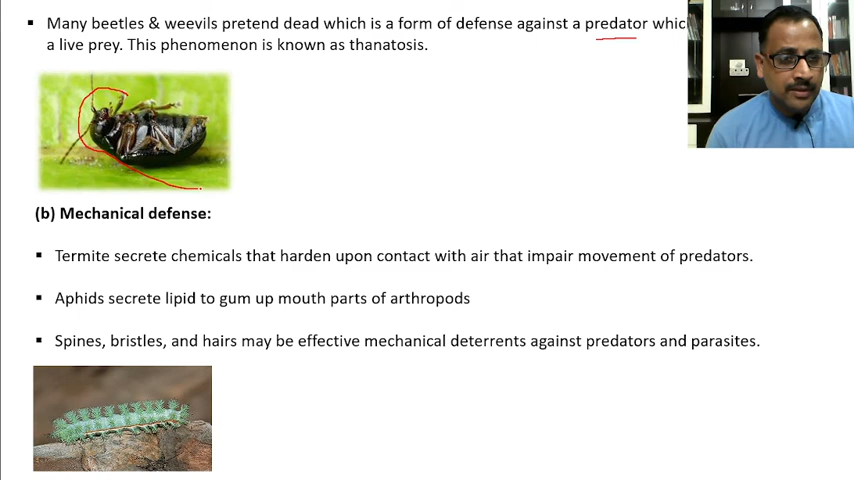 ▪ Many beetles & weevils pretend dead which is a form of defense against a predator
a live prey. This phenomenon is known as thanatosis.
(b) Mechanical defense:
▪ Termite secrete chemicals that harden upon contact with air that impair movement of predators.
▪ Aphids secrete lipid to gum up mouth parts of arthropods
▪ Spines, bristles, and hairs may be effective mechanical deterrents against predators and parasites.